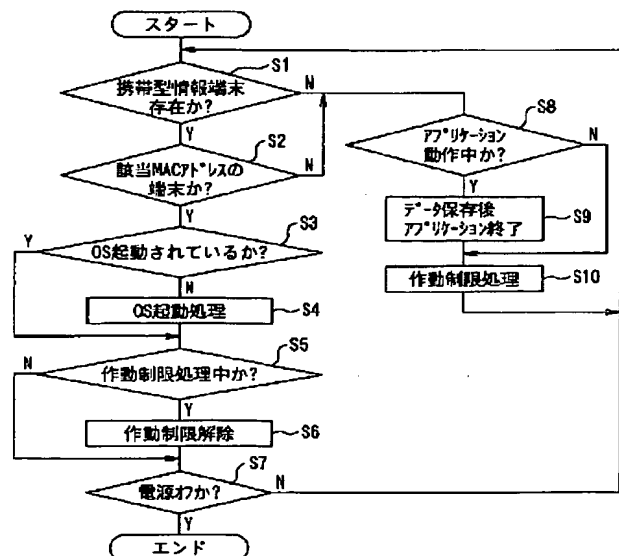 スタート
S1
携帯型情報端末
存在か?
N
Y
S2
該当MACアドレスの
端末か?
N
Y
S3
OS起動されているか?
Y
N
OS起動処理
S4
S5
作動制限処理中か?
N
Y
作動制限解除
S6
S7
電源オフか?
N
Y
エンド
S8
アプリケーション
動作中か?
N
Y
データ保存後
アプリケーション終了
S9
作動制限処理
S10